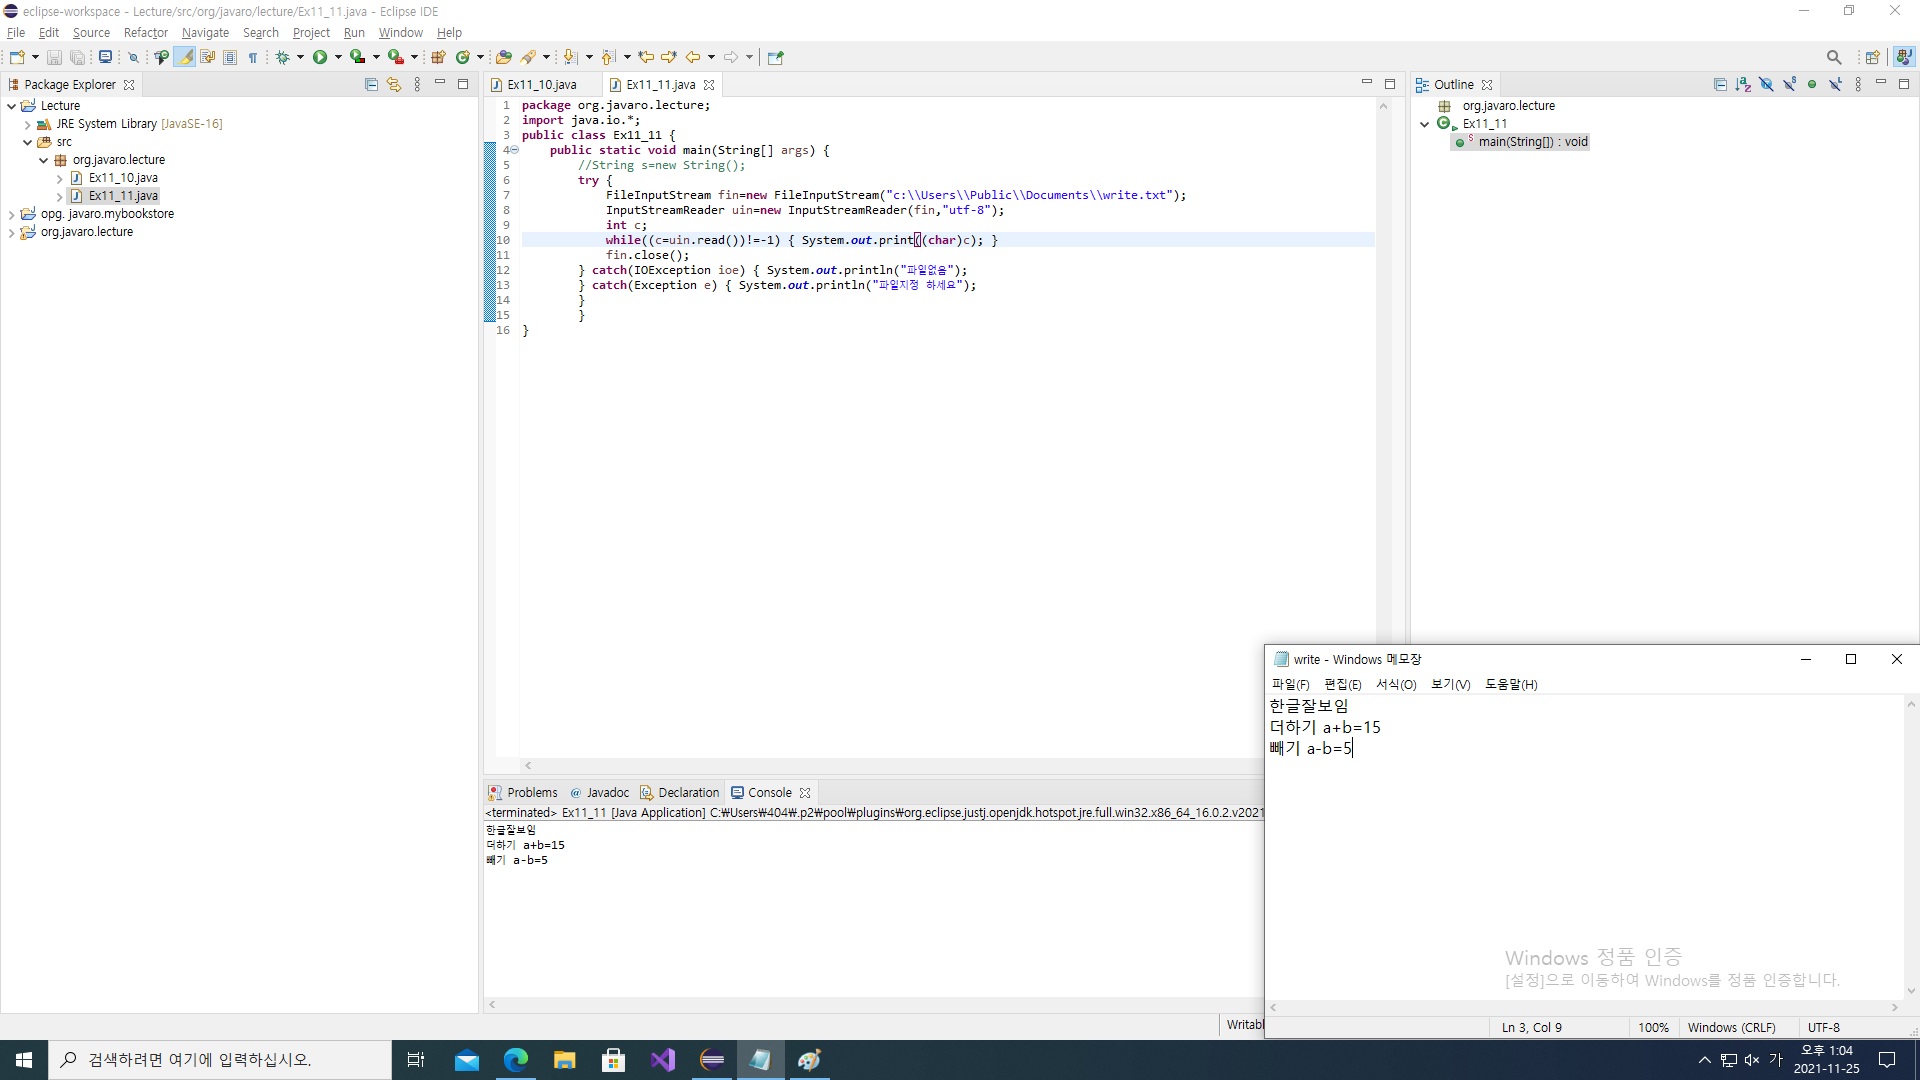 eclipse-workspace - Lecture/src/org/javaro/lecture/Ex11_11.java - Eclipse IDE
File Edit Source Refactor Navigate Search Project Run Window Help
Package Explorer
Lecture
JRE System Library [JavaSE-16]
src
org.javaro.lecture
Ex11_10.java
Ex11_11.java
opg. javaro.mybookstore
org.javaro.lecture
Ex11_10.java Ex11_11.java
1 package org.javaro.lecture;
2 import java.io.*;
3 public class Ex11_11 {
4 public static void main(String[] args) {
5 //String s=new String();
6 try {
7 FileInputStream fin=new FileInputStream("c:\\Users\\Public\\Documents\\write.txt");
8 InputStreamReader uin=new InputStreamReader(fin,"utf-8");
9 int c;
10 while((c=uin.read())!=-1) { System.out.print((char)c); }
11 fin.close();
12 } catch(IOException ioe) { System.out.println("파일없음");
13 } catch(Exception e) { System.out.println("파일지정 하세요");
14 }
15 }
16 }
Outline
org.javaro.lecture
Ex11_11
main(String[]) : void
Problems Javadoc Declaration Console
<terminated> Ex11_11 [Java Application] C:₩Users₩404₩.p2₩pool₩plugins₩org.eclipse.justj.openjdk.hotspot.jre.full.win32.x86_64_16.0.2.v2021
한글잘보임
더하기 a+b=15
빼기 a-b=5
Writabl
write - Windows 메모장
파일(F) 편집(E) 서식(O) 보기(V) 도움말(H)
한글잘보임
더하기 a+b=15
빼기 a-b=5
Windows 정품 인증
[설정]으로 이동하여 Windows를 정품 인증합니다.
Ln 3, Col 9 100% Windows (CRLF) UTF-8
검색하려면 여기에 입력하십시오.
가
오후 1:04
2021-11-25